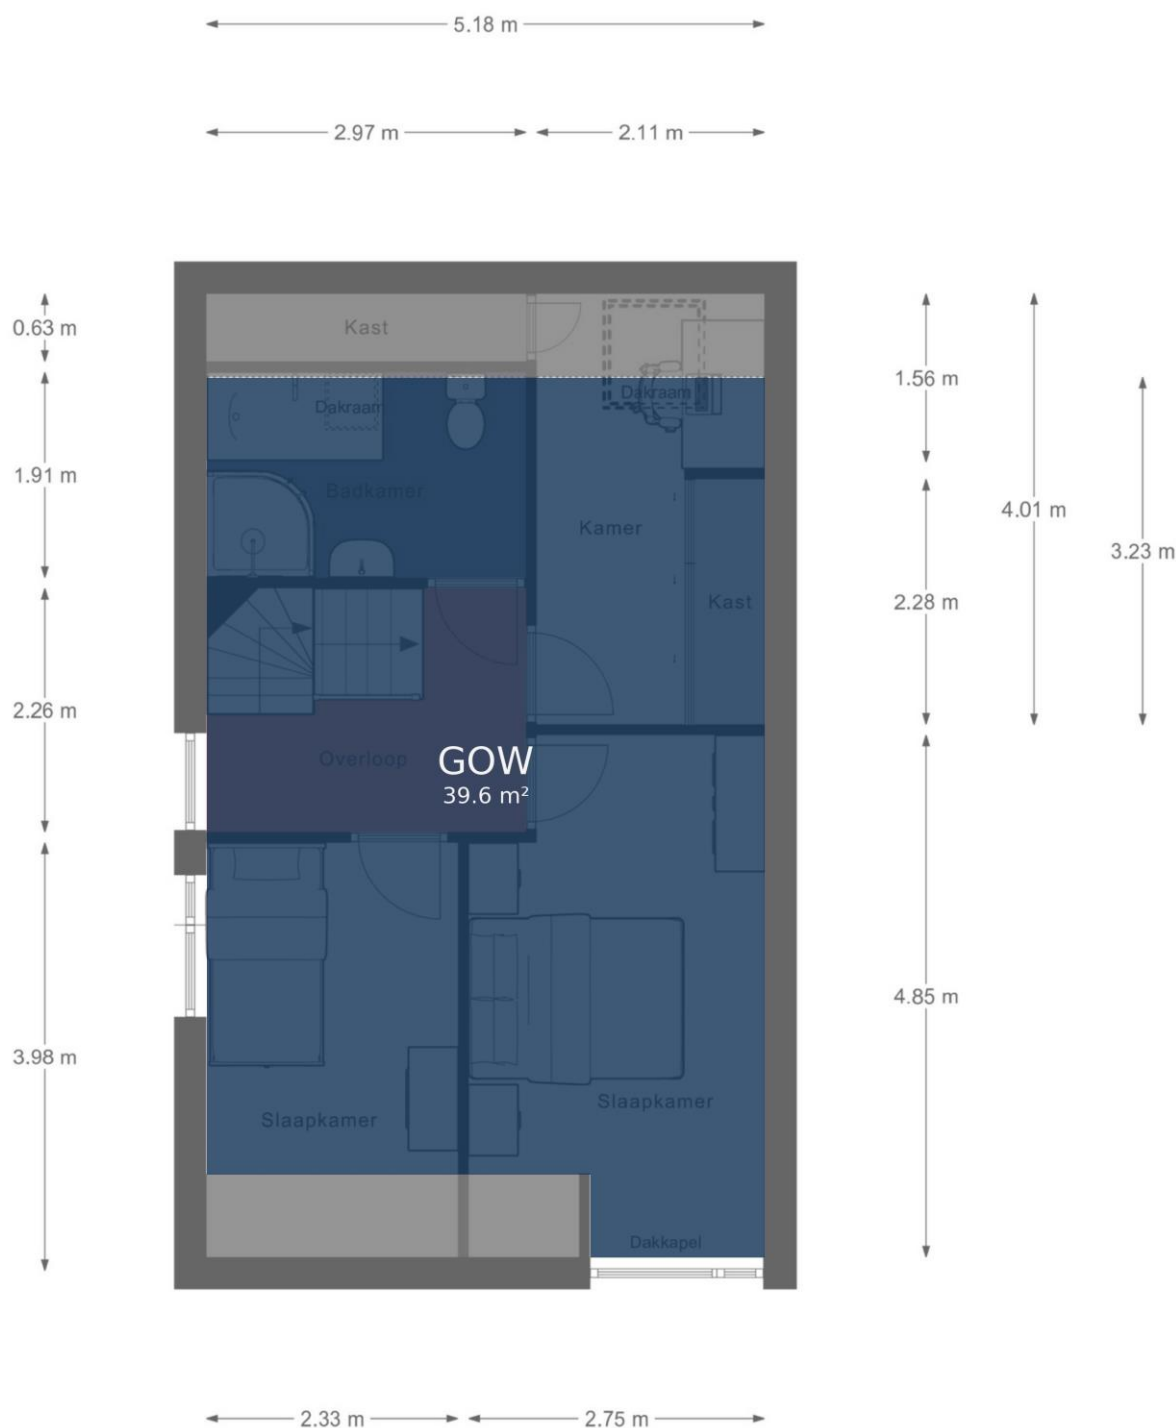 5.18 m
2.97 m
2.11 m
0.63 m
Kast
1.56 m
Dakraam
Dakraam
1.91 m
Badkamer
4.01 m
Kamer
3.23 m
2.28 m
Kast
2.26 m
Overloop
GOW
39.6 m²
4.85 m
3.98 m
Slaapkamer
Slaapkamer
Dakkapel
2.33 m
2.75 m